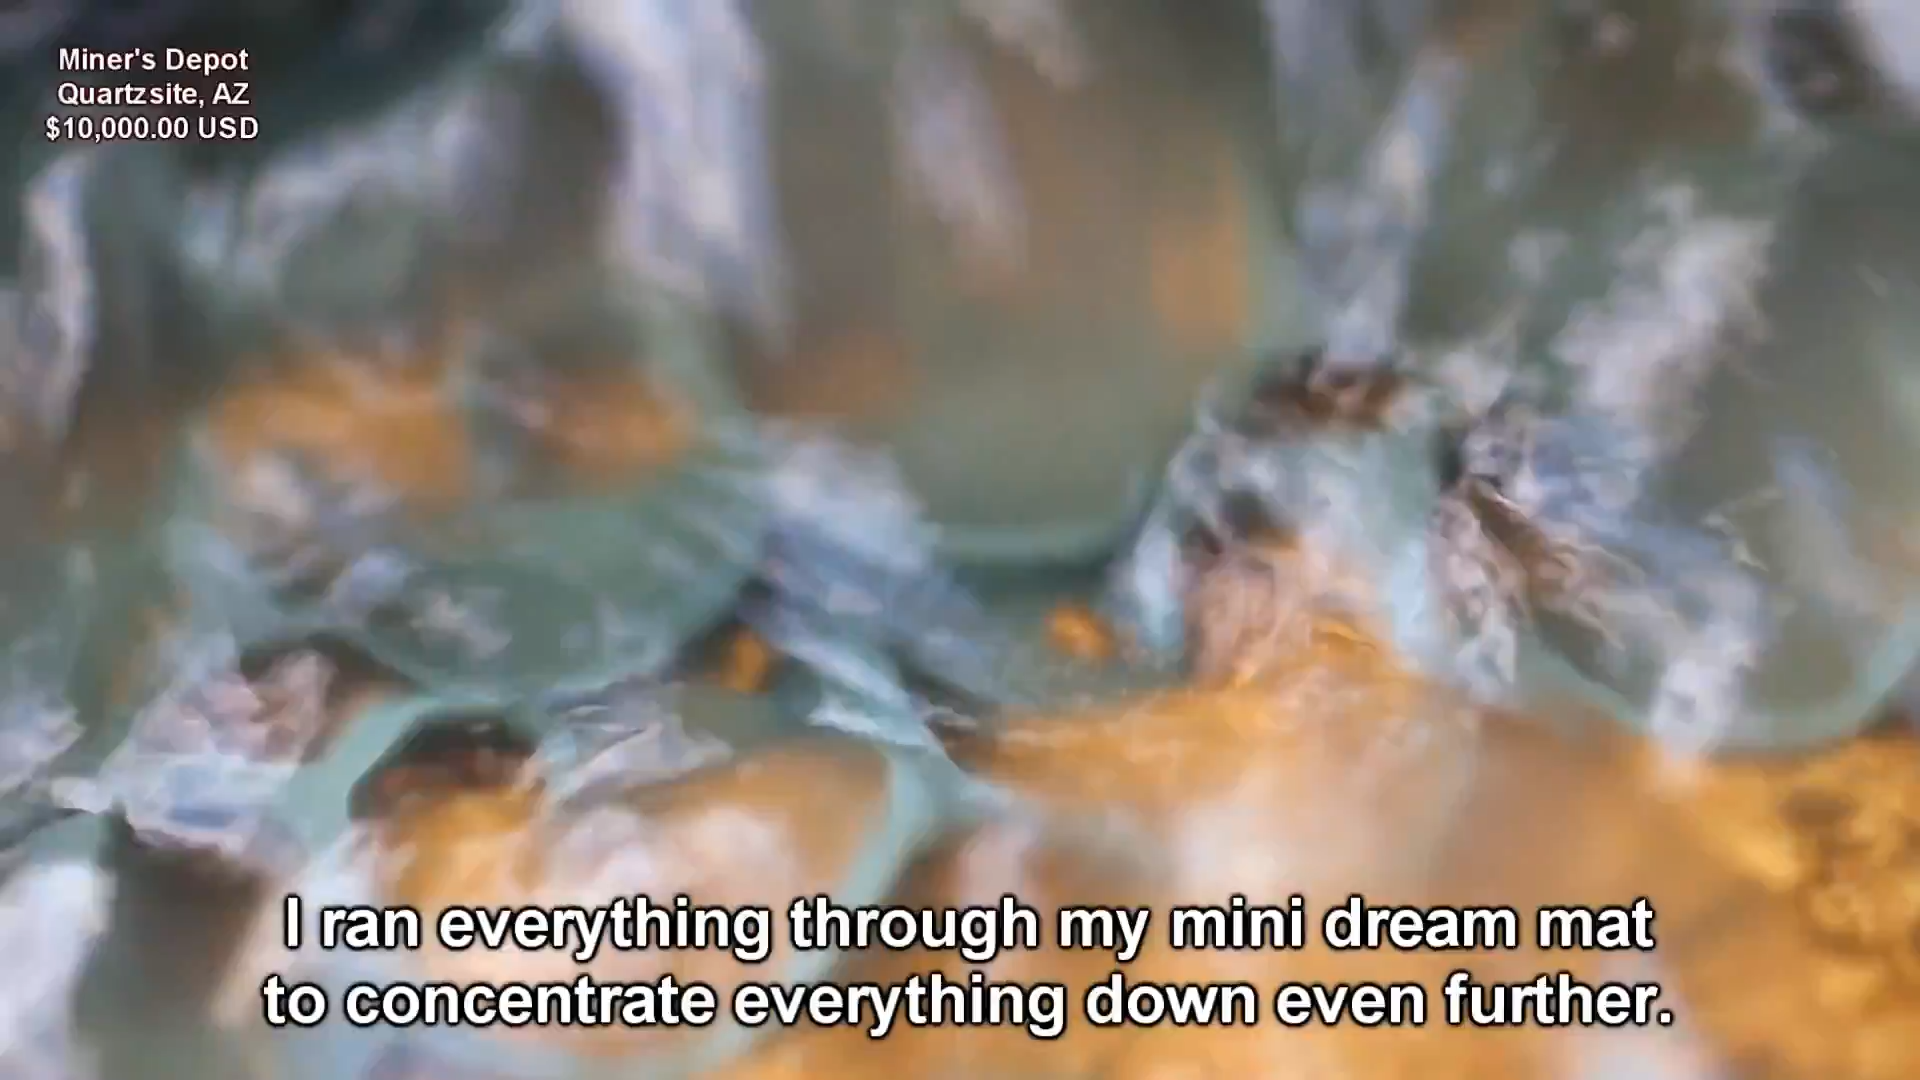 Miner's Depot
Quartzsite, AZ
$10,000.00 USD
I ran everything through my mini dream mat
to concentrate everything down even further.